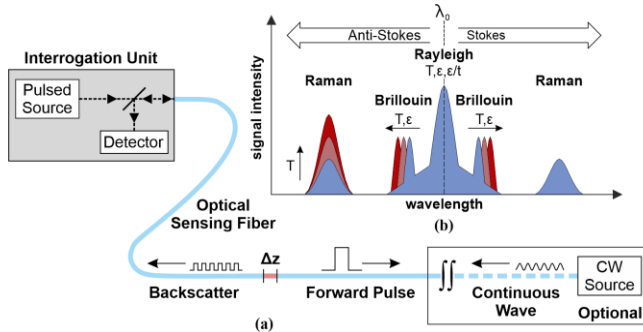 (a)
Interrogation Unit
Pulsed
Source
Detector
Optical
Sensing Fiber
Backscatter
Δz
Forward Pulse
∬
Continuous
Wave
CW
Source
Optional
(b)
λ₀
Anti-Stokes
Stokes
Rayleigh
T,ε,ε/t
Raman
Raman
Brillouin
T,ε
Brillouin
T,ε
T
signal intensity
wavelength